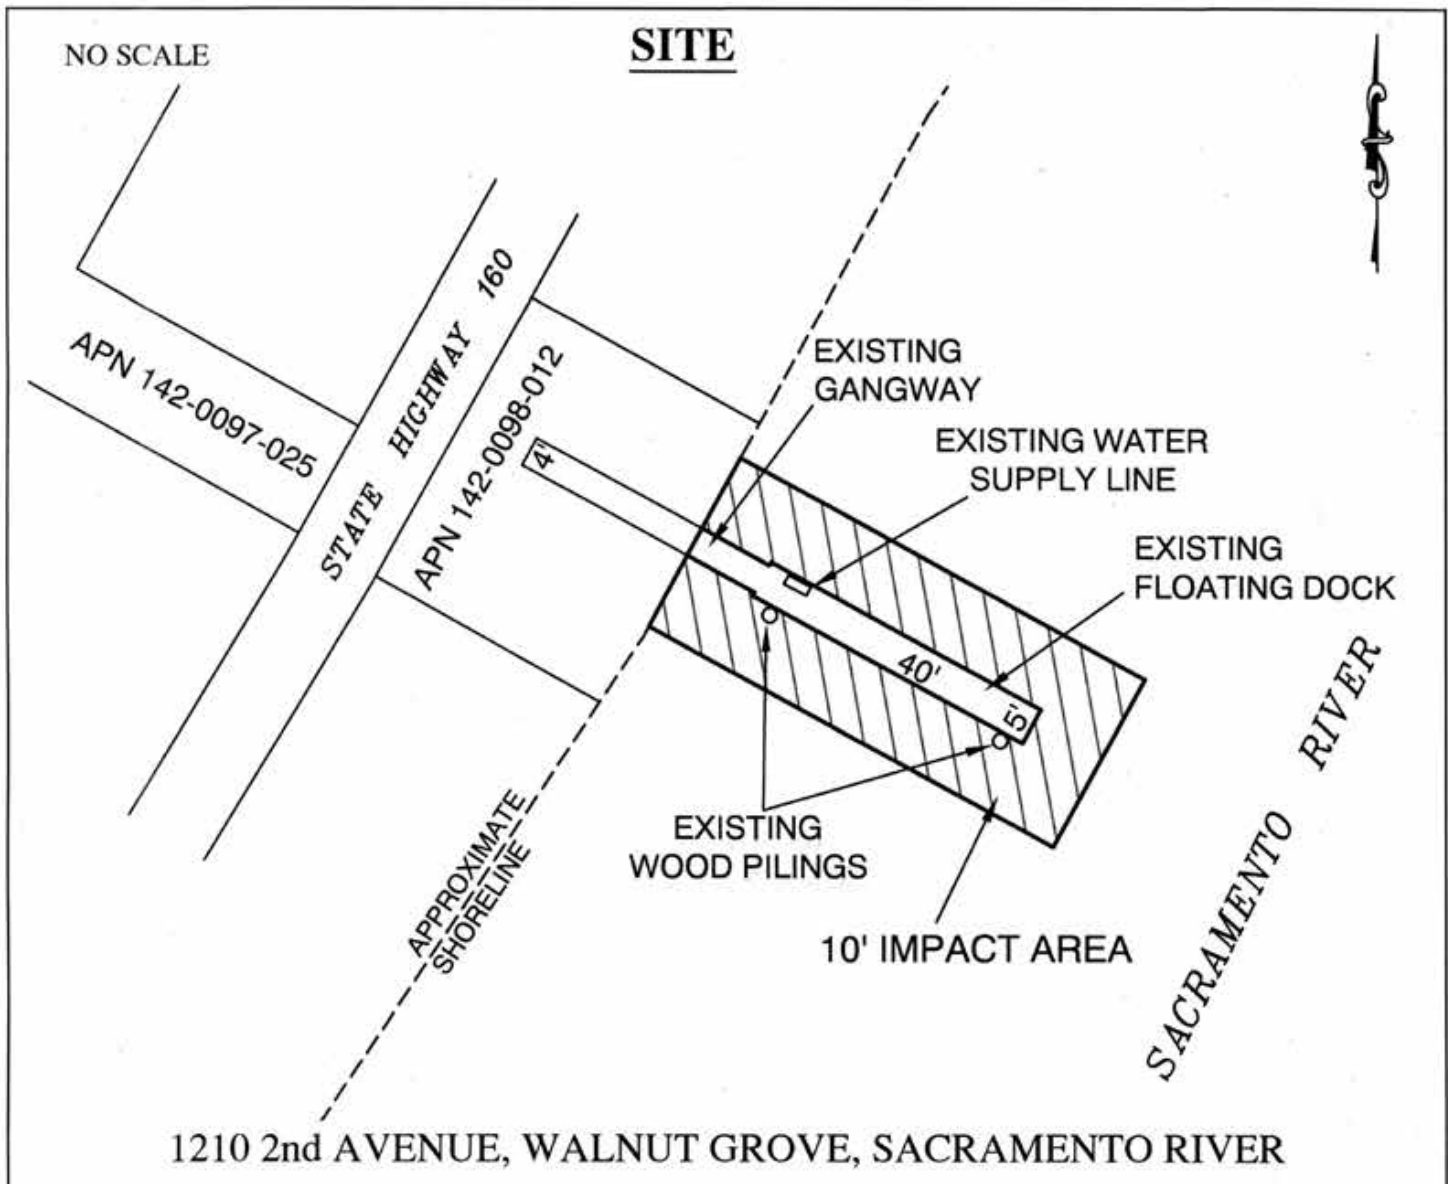 NO SCALE
SITE
APN 142-0097-025
STATE HIGHWAY 160
APN 142-0098-012
4'
EXISTING
GANGWAY
EXISTING WATER
SUPPLY LINE
EXISTING
FLOATING DOCK
40'
5'
EXISTING
WOOD PILINGS
10' IMPACT AREA
APPROXIMATE
SHORELINE
SACRAMENTO RIVER
1210 2nd AVENUE, WALNUT GROVE, SACRAMENTO RIVER